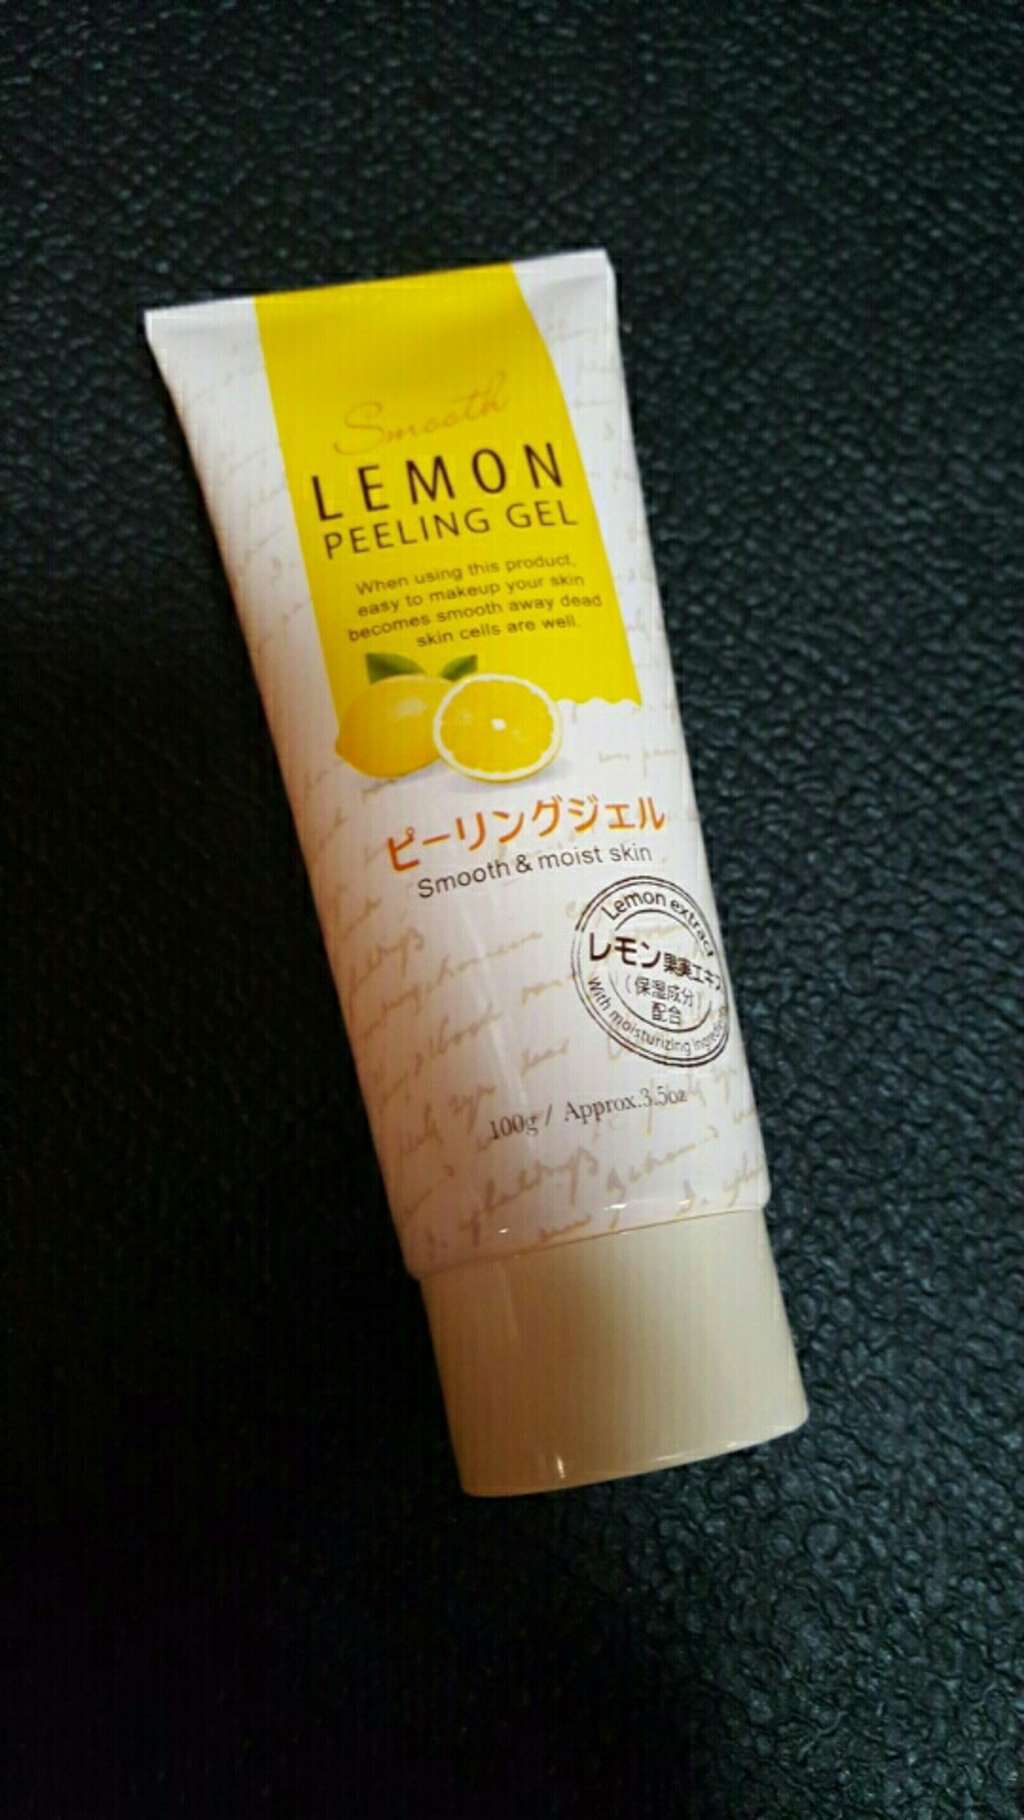 Smooth
LEMON
PEELING GEL
When using this product,
easy to makeup your skin
becomes smooth away dead
skin cells are well.
ピーリングジェル
Smooth & moist skin
Lemon extract
レモン果実エキス
(保湿成分)
配合
With moisturizing ingredients
100g / Approx.3.5oz